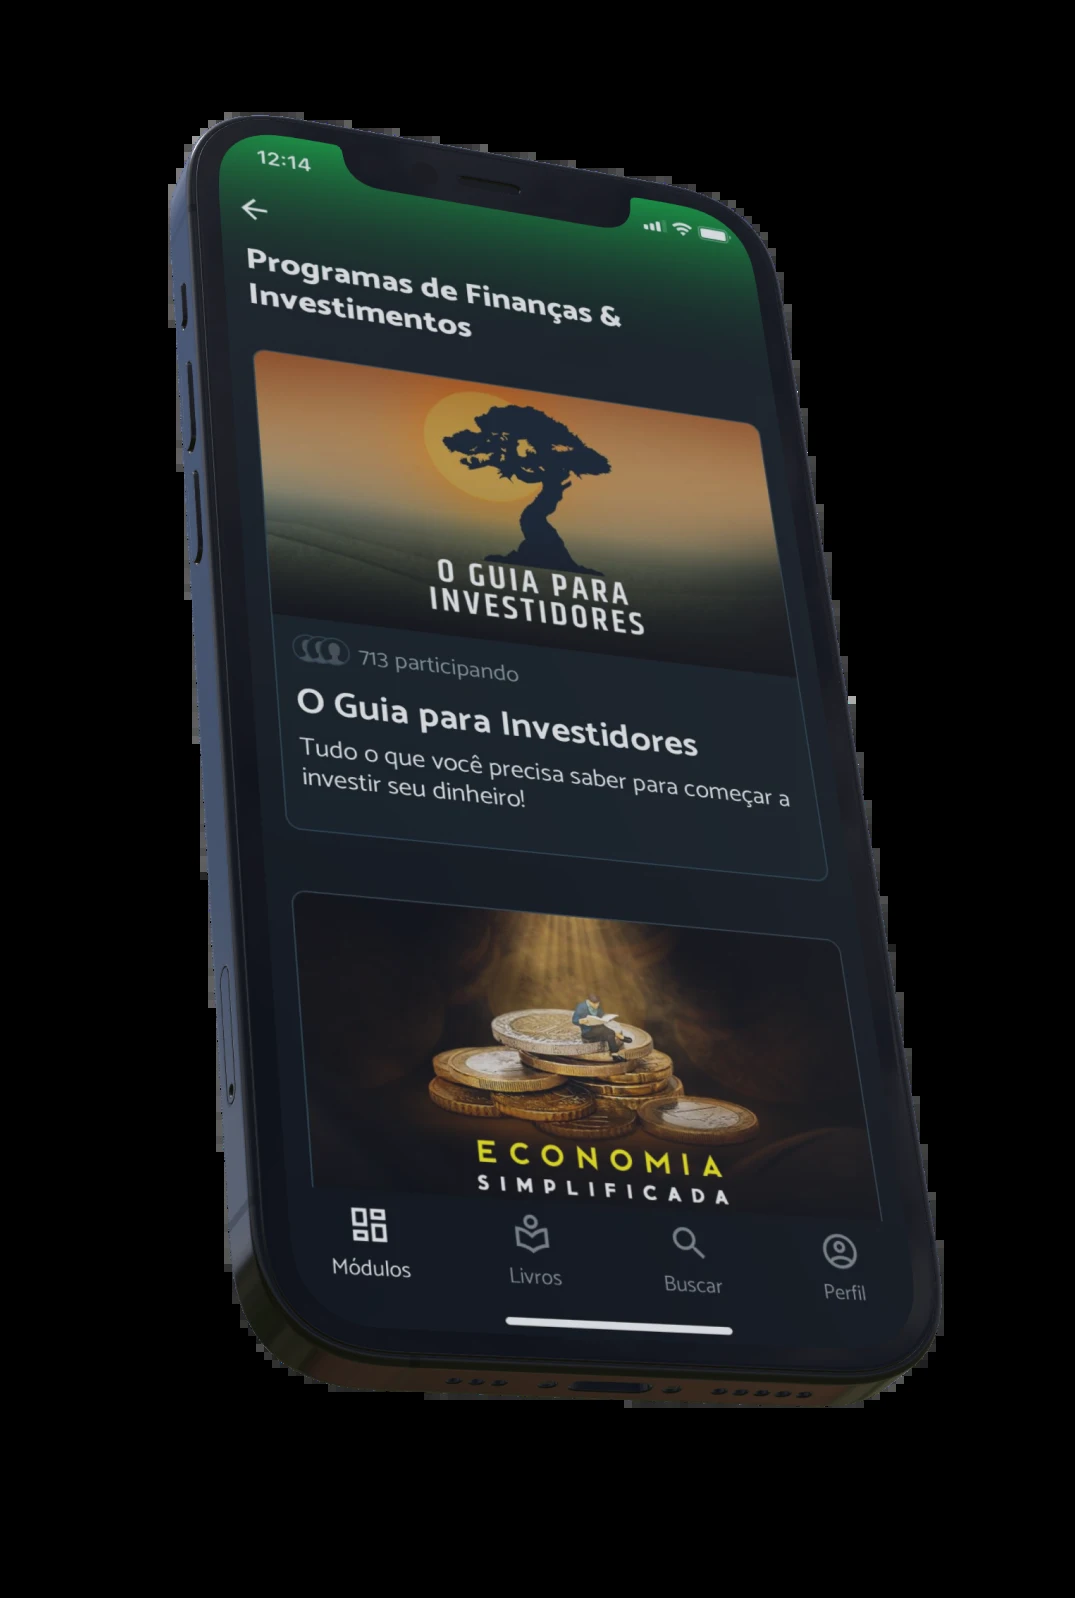 12:14
Programas de Finanças &
Investimentos
O GUIA PARA
INVESTIDORES
713 participando
O Guia para Investidores
Tudo o que você precisa saber para começar a
investir seu dinheiro!
ECONOMIA
SIMPLIFICADA
Módulos
Livros
Buscar
Perfil